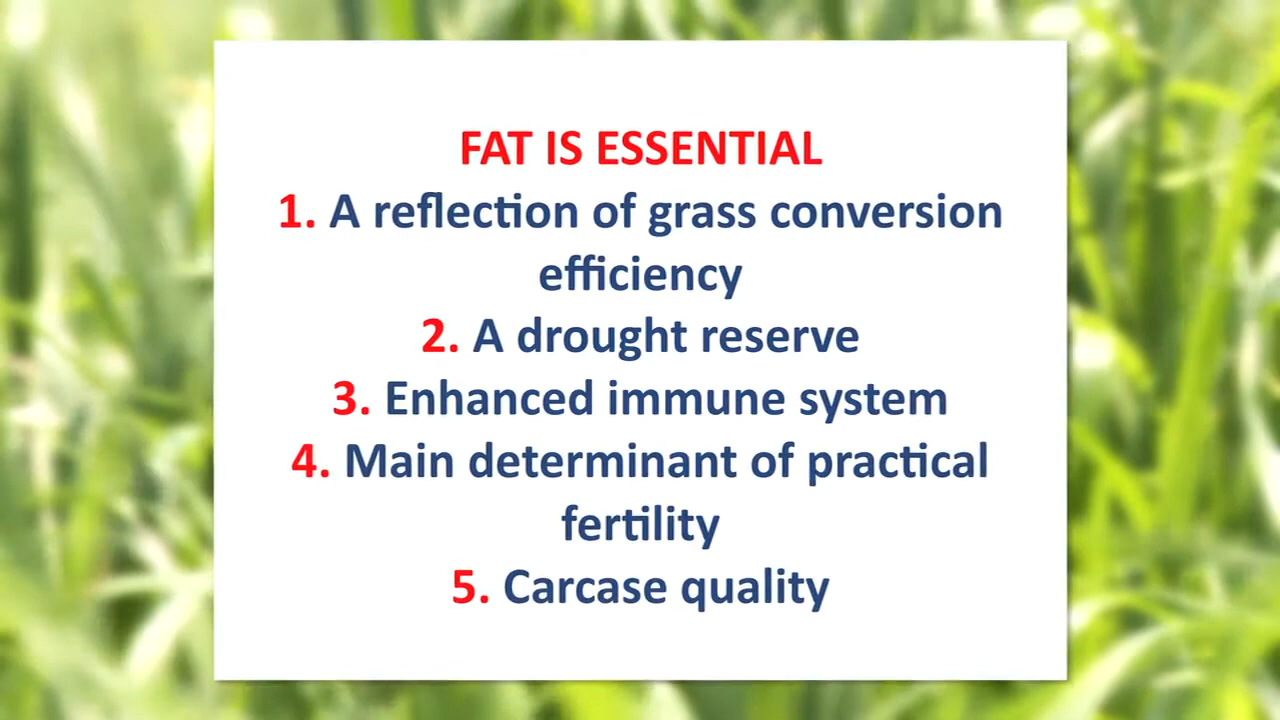 FAT IS ESSENTIAL
1. A reflection of grass conversion
efficiency
2. A drought reserve
3. Enhanced immune system
4. Main determinant of practical
fertility
5. Carcase quality